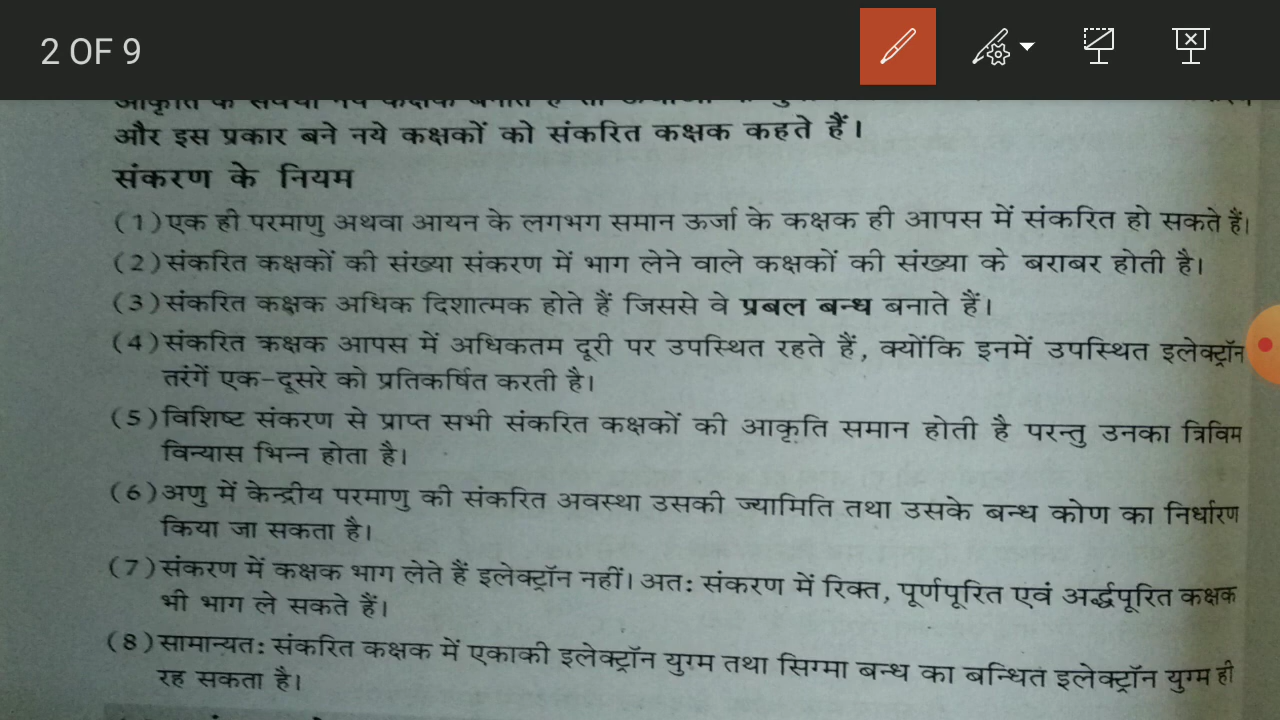 2 OF 9
और इस प्रकार बने नये कक्षकों को संकरित कक्षक कहते हैं।
संकरण के नियम
(1) एक ही परमाणु अथवा आयन के लगभग समान ऊर्जा के कक्षक ही आपस में संकरित हो सकते हैं।
(2) संकरित कक्षकों की संख्या संकरण में भाग लेने वाले कक्षकों की संख्या के बराबर होती है।
(3) संकरित कक्षक अधिक दिशात्मक होते हैं जिससे वे प्रबल बन्ध बनाते हैं।
(4) संकरित कक्षक आपस में अधिकतम दूरी पर उपस्थित रहते हैं, क्योंकि इनमें उपस्थित इलेक्ट्रॉन
तरंगें एक-दूसरे को प्रतिकर्षित करती है।
(5) विशिष्ट संकरण से प्राप्त सभी संकरित कक्षकों की आकृति समान होती है परन्तु उनका त्रिविम
विन्यास भिन्न होता है।
(6) अणु में केन्द्रीय परमाणु की संकरित अवस्था उसकी ज्यामिति तथा उसके बन्ध कोण का निर्धारण
किया जा सकता है।
(7) संकरण में कक्षक भाग लेते हैं इलेक्ट्रॉन नहीं। अतः संकरण में रिक्त, पूर्णपूरित एवं अर्द्धपूरित कक्षक
भी भाग ले सकते हैं।
(8) सामान्यतः संकरित कक्षक में एकाकी इलेक्ट्रॉन युग्म तथा सिग्मा बन्ध का बन्धित इलेक्ट्रॉन युग्म ही
रह सकता है।